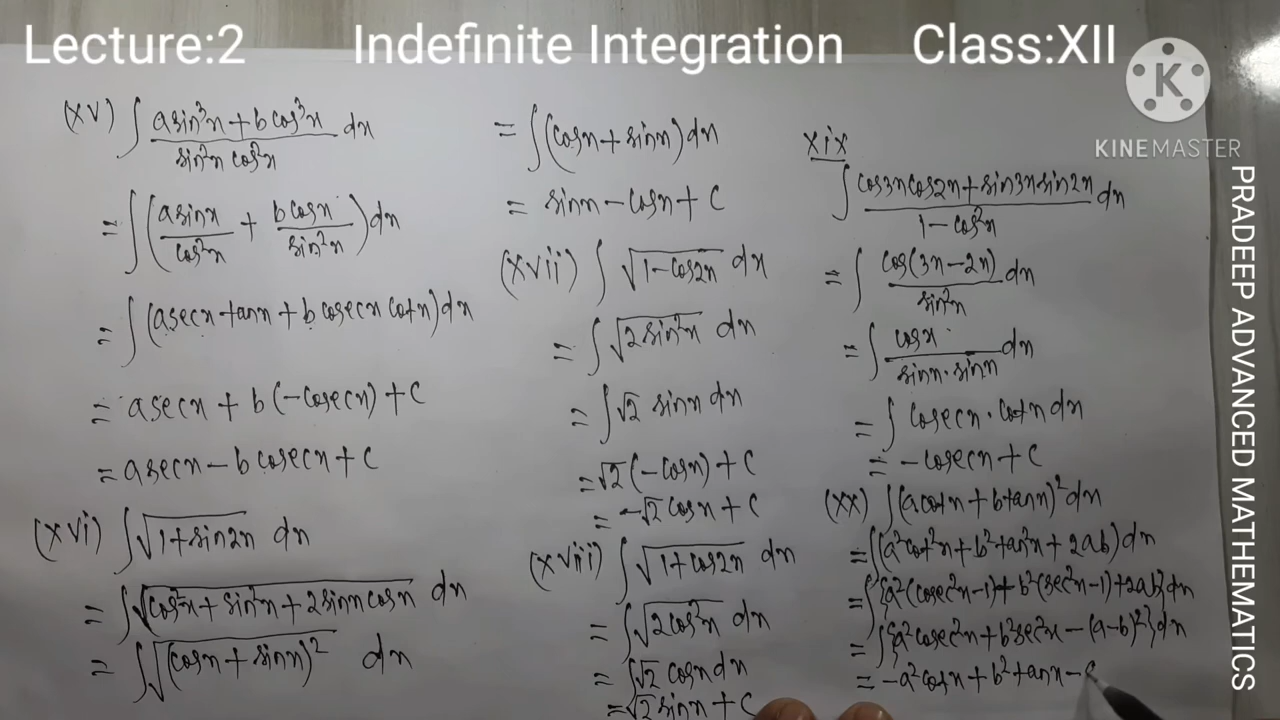 Lecture:2 Indefinite Integration Class:XII
K
KINEMASTER
(xv) ∫ (a sin³x + b cos³x)/(sin²x cos²x) dx
= ∫ (a sinx/cos²x + b cosx/sin²x) dx
= ∫ (a secx tanx + b cosecx cotx) dx
= a secx + b (-cosecx) + c
= a secx - b cosecx + c
(xvi) ∫ √(1+sin2x) dx
= ∫ √(cos²x + sin²x + 2sinx cosx) dx
= ∫ √(cosx + sinx)² dx
= ∫ (cosx + sinx) dx
= sinx - cosx + c
(xvii) ∫ √(1-cos2x) dx
= ∫ √(2sin²x) dx
= ∫ √2 sinx dx
= √2 (-cosx) + c
= -√2 cosx + c
(xviii) ∫ √(1+cos2x) dx
= ∫ √(2cos²x) dx
= ∫ √2 cosx dx
= √2 sinx + c
xix
∫ (cos3x cos2x + sin3x sin2x)/(1 - cos²x) dx
= ∫ cos(3x-2x)/sin²x dx
= ∫ cosx/(sinx·sinx) dx
= ∫ cosecx·cotx dx
= -cosecx + c
(xx) ∫ (a cotx + b tanx)² dx
= ∫ (a²cot²x + b²tan²x + 2ab) dx
= ∫ {a²(cosec²x-1) + b²(sec²x-1) + 2ab} dx
= ∫ {a²cosec²x + b²sec²x - (a-b)²} dx
= -a²cosx + b²tanx -
PRADEEP ADVANCED MATHEMATICS